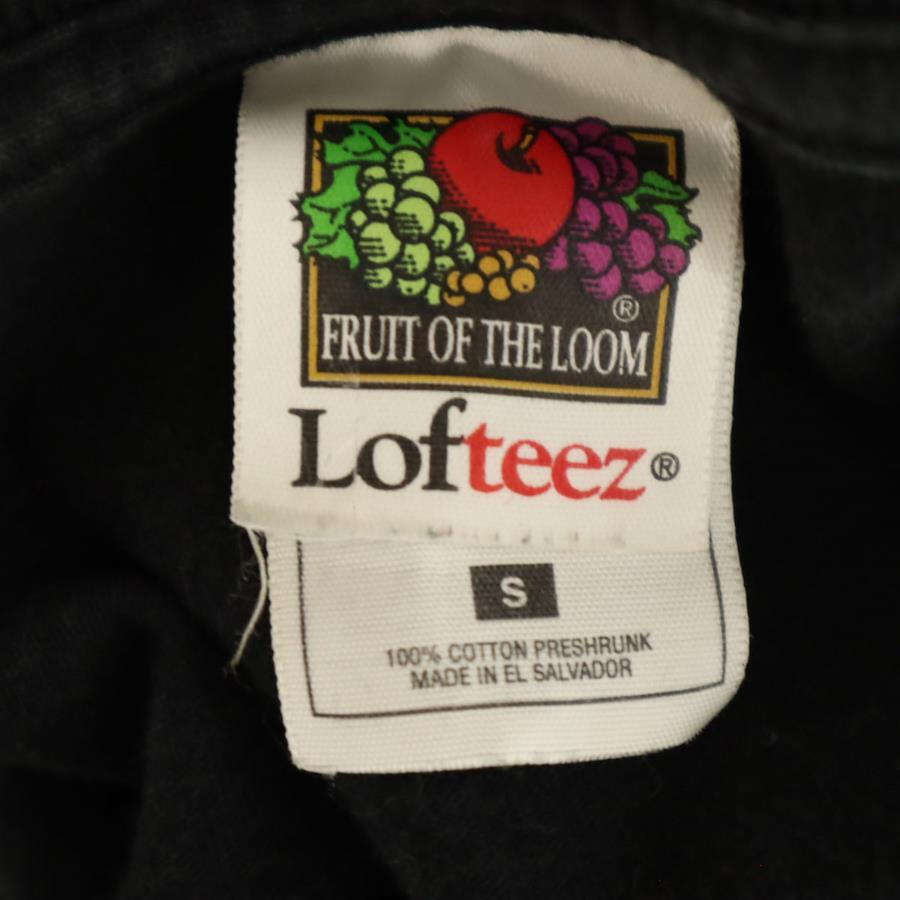 ®
FRUIT OF THE LOOM
Lofteez®
S
100% COTTON PRESHRUNK
MADE IN EL SALVADOR